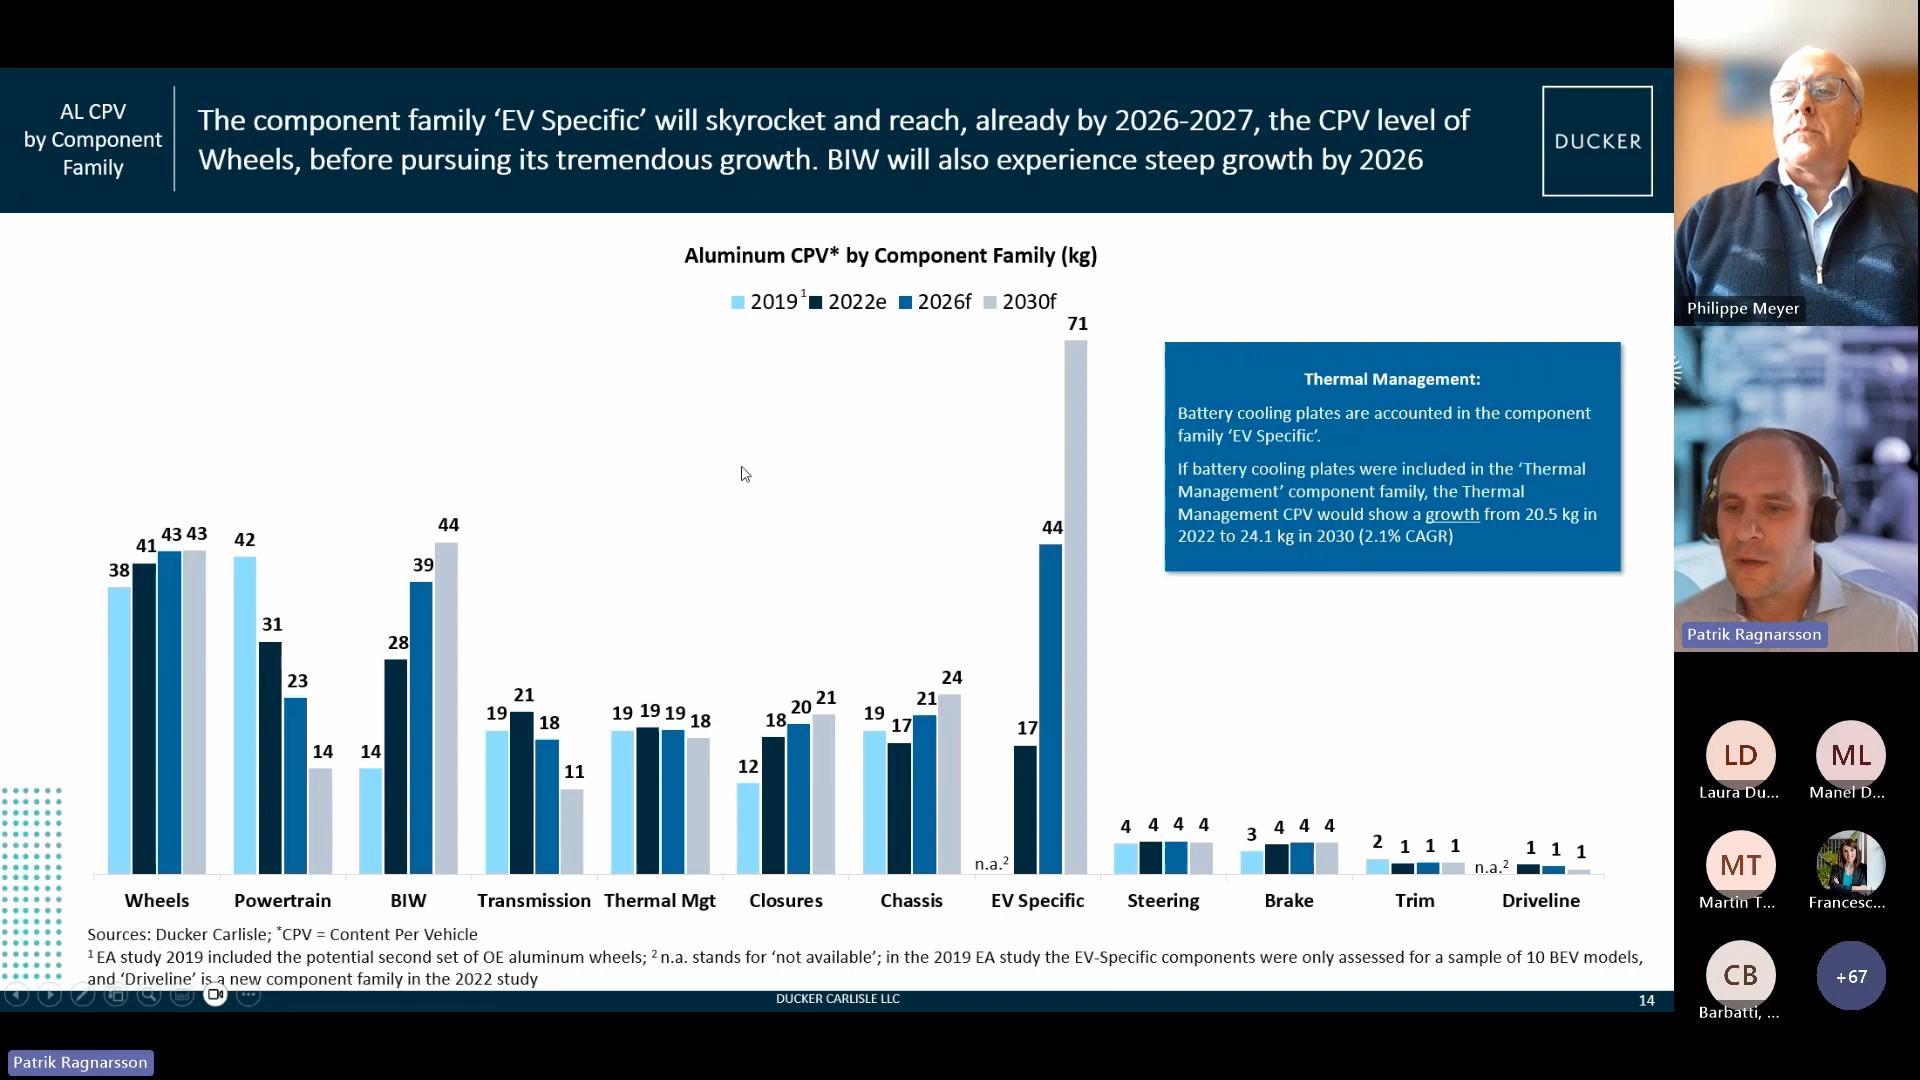 AL CPV
by Component
Family
The component family ‘EV Specific’ will skyrocket and reach, already by 2026-2027, the CPV level of
Wheels, before pursuing its tremendous growth. BIW will also experience steep growth by 2026
DUCKER
Aluminum CPV* by Component Family (kg)
2019¹ 2022e 2026f 2030f
Thermal Management:
Battery cooling plates are accounted in the component
family ‘EV Specific’.
If battery cooling plates were included in the ‘Thermal
Management’ component family, the Thermal
Management CPV would show a growth from 20.5 kg in
2022 to 24.1 kg in 2030 (2.1% CAGR)
38 41 43 43
42 31 23 14
14 28 39 44
19 21 18 11
19 19 19 18
12 18 20 21
19 17 21 24
n.a.² 17 44 71
4 4 4 4
3 4 4 4
2 1 1 1
n.a.² 1 1 1
Wheels Powertrain BIW Transmission Thermal Mgt Closures Chassis EV Specific Steering Brake Trim Driveline
Sources: Ducker Carlisle; *CPV = Content Per Vehicle
¹ EA study 2019 included the potential second set of OE aluminum wheels; ² n.a. stands for ‘not available’; in the 2019 EA study the EV-Specific components were only assessed for a sample of 10 BEV models,
and ‘Driveline’ is a new component family in the 2022 study
DUCKER CARLISLE LLC
14
Philippe Meyer
Patrik Ragnarsson
LD
Laura Du...
ML
Manel D...
MT
Martin T...
Francesc...
CB
Barbatti, ...
+67
Patrik Ragnarsson